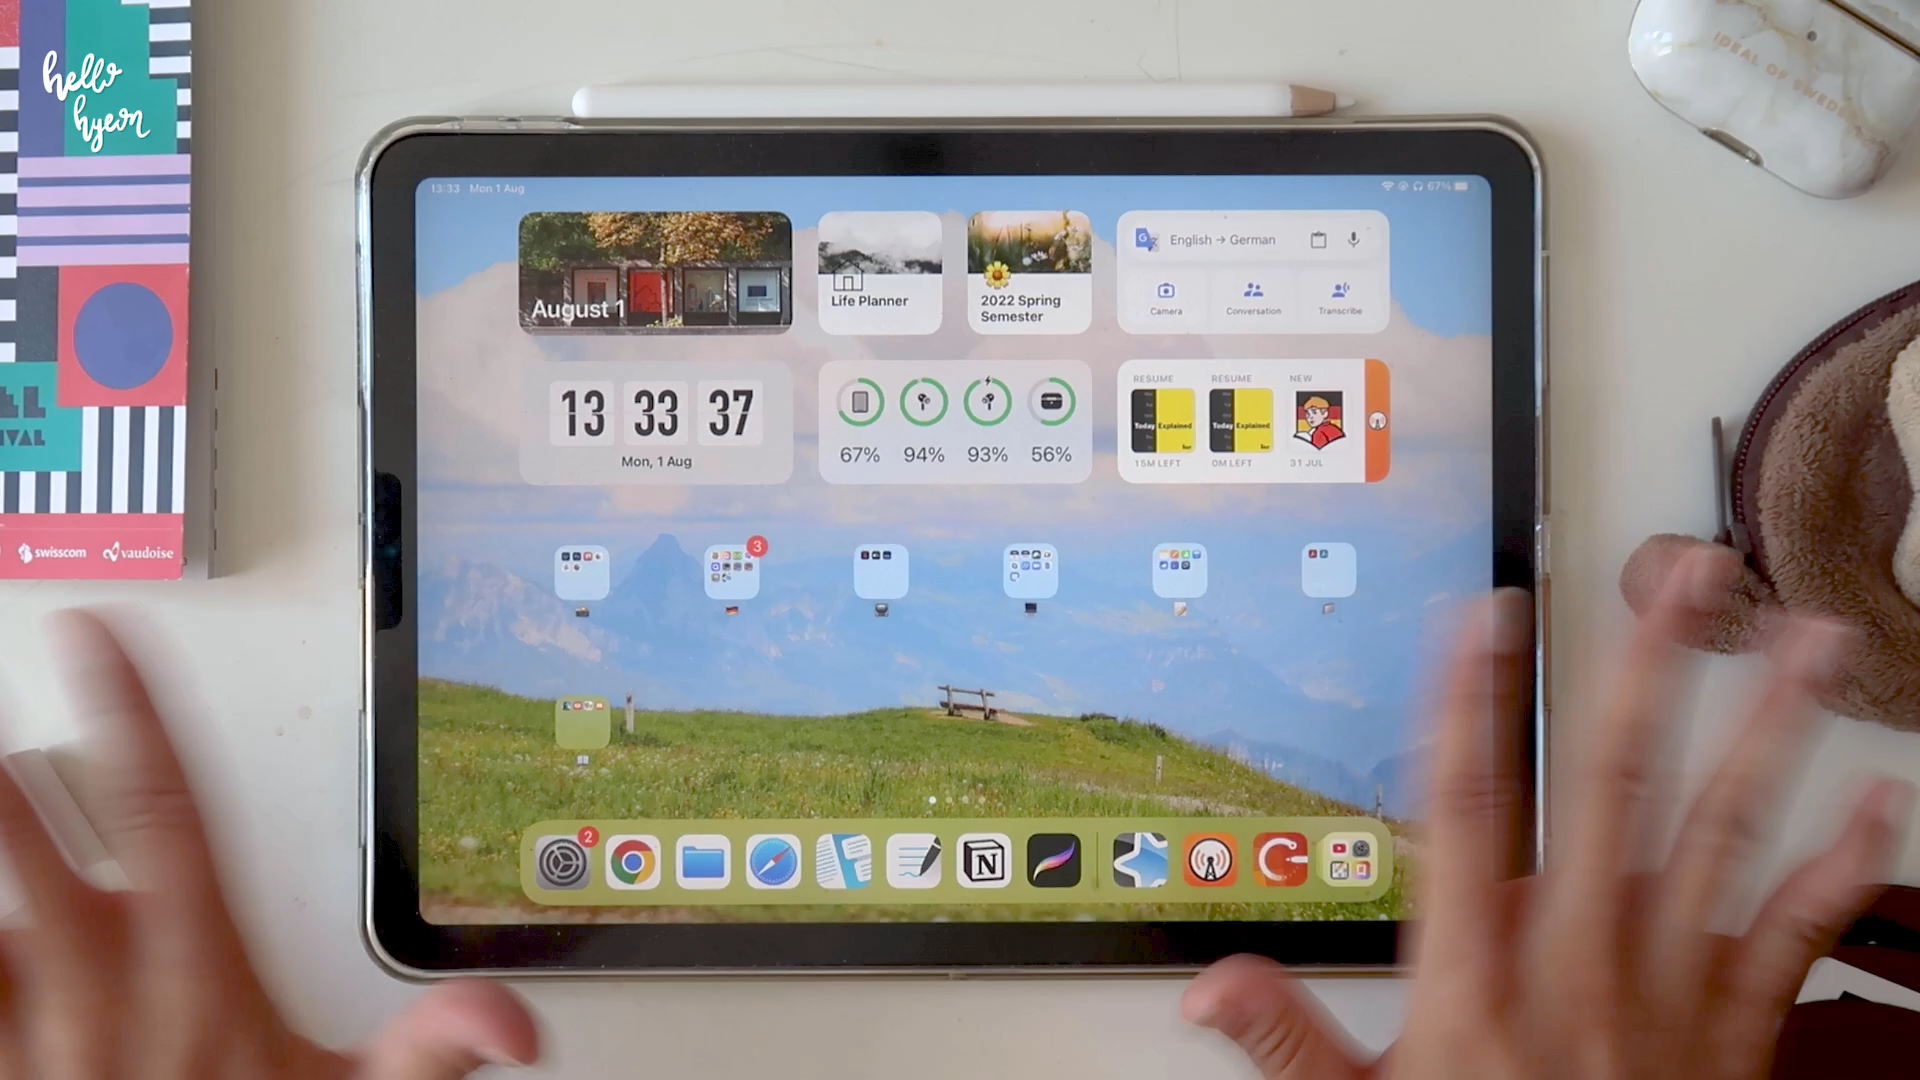 hello
hyeon
IDEAL OF SWEDEN
13:33 Mon 1 Aug
67%
August 1
Life Planner
2022 Spring
Semester
English → German
Camera
Conversation
Transcribe
13 33 37
Mon, 1 Aug
67% 94% 93% 56%
RESUME
RESUME
NEW
Today Explained
Today Explained
15M LEFT
0M LEFT
31 JUL
3
swisscom
vaudoise
2
N